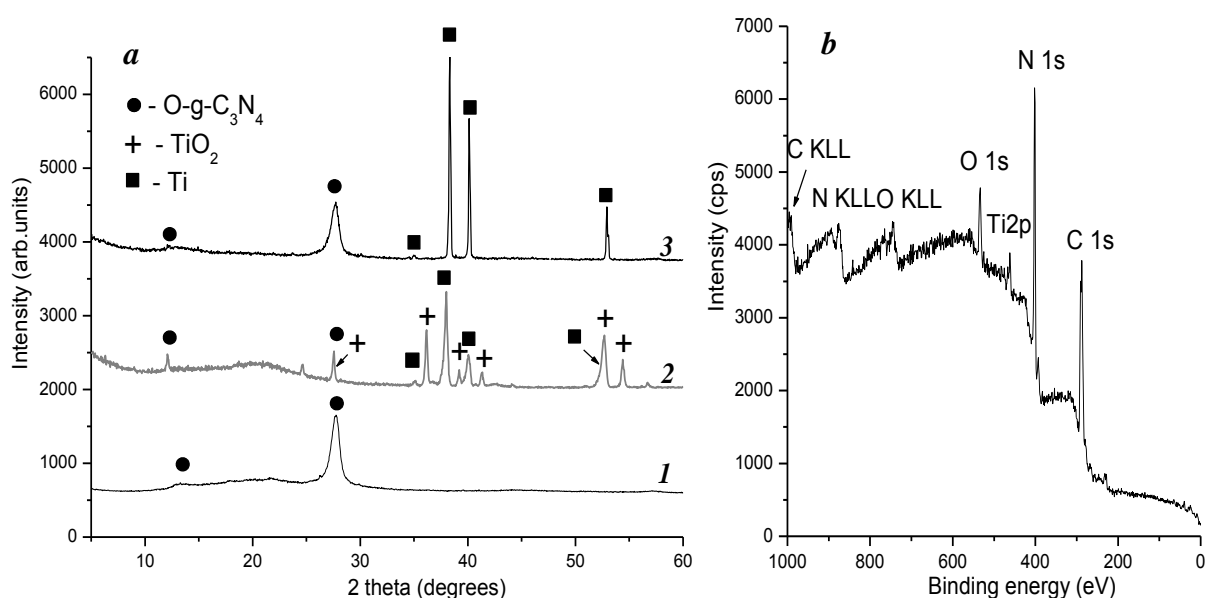 a
● - O-g-C₃N₄
+ - TiO₂
■ - Ti
3
2
1
Intensity (arb.units)
6000
5000
4000
3000
2000
1000
0
10 20 30 40 50 60
2 theta (degrees)
b
N 1s
C KLL
O 1s
N KLL O KLL
Ti2p
C 1s
Intensity (cps)
7000
6000
5000
4000
3000
2000
1000
0
1000 800 600 400 200 0
Binding energy (eV)